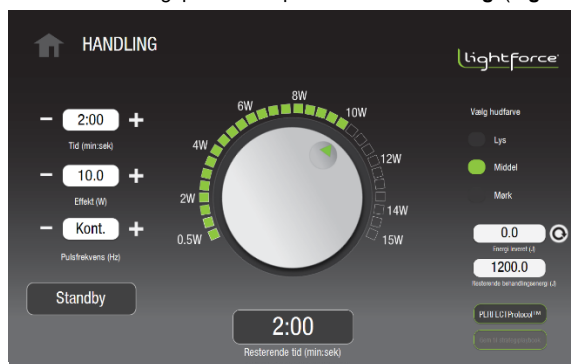 HANDLING
lightforce
8W
6W
10W
Vælg hudfarve
− 2:00 +
Tid (min:sek)
Lys
4W
12W
− 10.0 +
Effekt (W)
Middel
2W
14W
Mørk
− Kont. +
Pulsfrekvens (Hz)
0.5W
15W
0.0
Energi leveret (J)
1200.0
Resterende behandlingsenergi (J)
Standby
2:00
Resterende tid (min:sek)